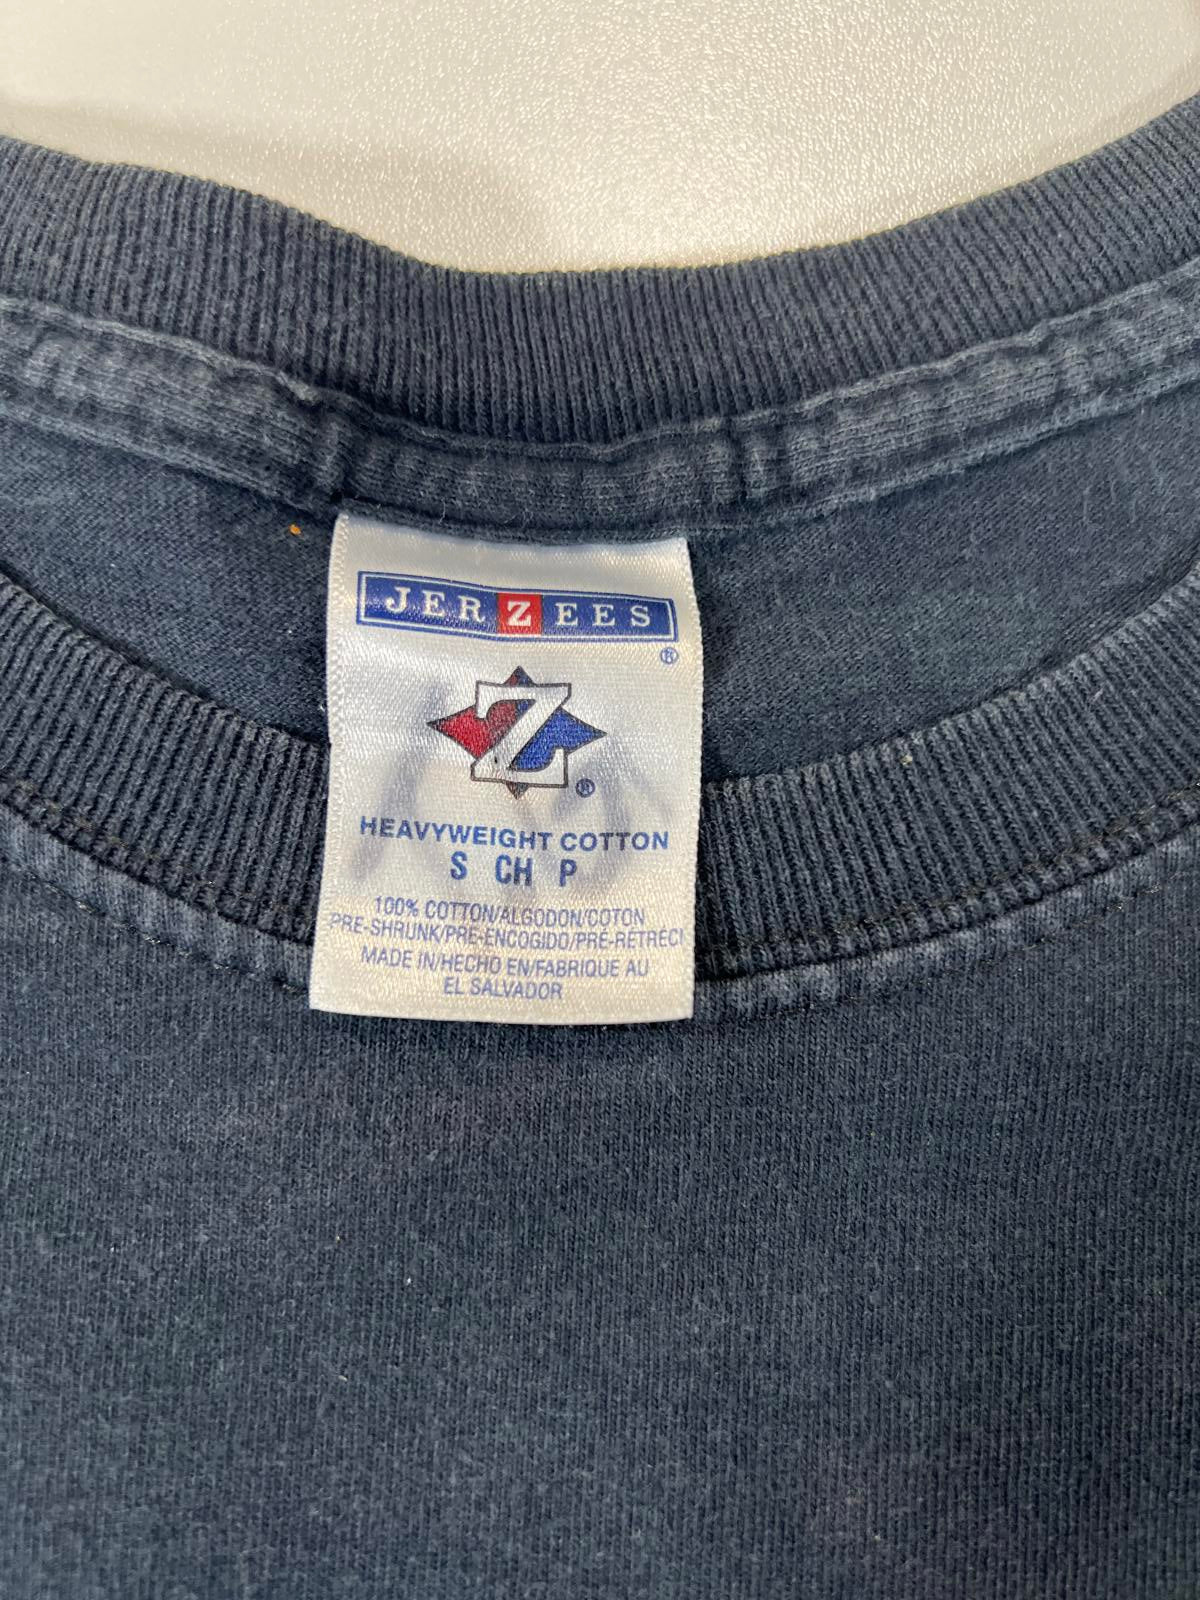 JERZEES
®
Z®
HEAVYWEIGHT COTTON
S CH P
100% COTTON/ALGODON/COTON
PRE-SHRUNK/PRE-ENCOGIDO/PRE-RETRECI
MADE IN/HECHO EN/FABRIQUE AU
EL SALVADOR